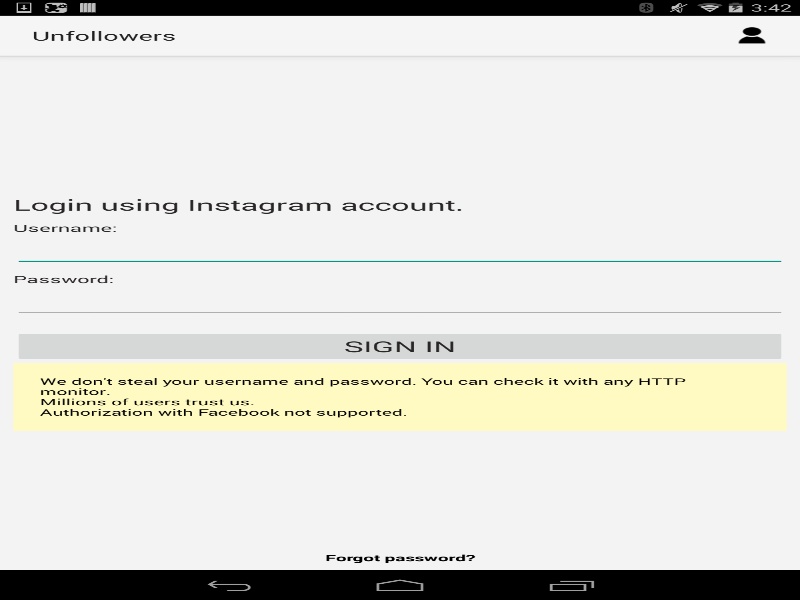 3:42
Unfollowers
Login using Instagram account.
Username:
Password:
SIGN IN
We don't steal your username and password. You can check it with any HTTP
monitor.
Millions of users trust us.
Authorization with Facebook not supported.
Forgot password?